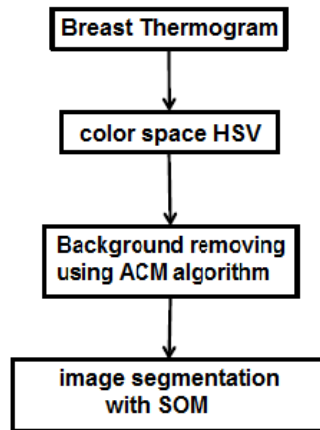 Breast Thermogram
color space HSV
Background removing
using ACM algorithm
image segmentation
with SOM